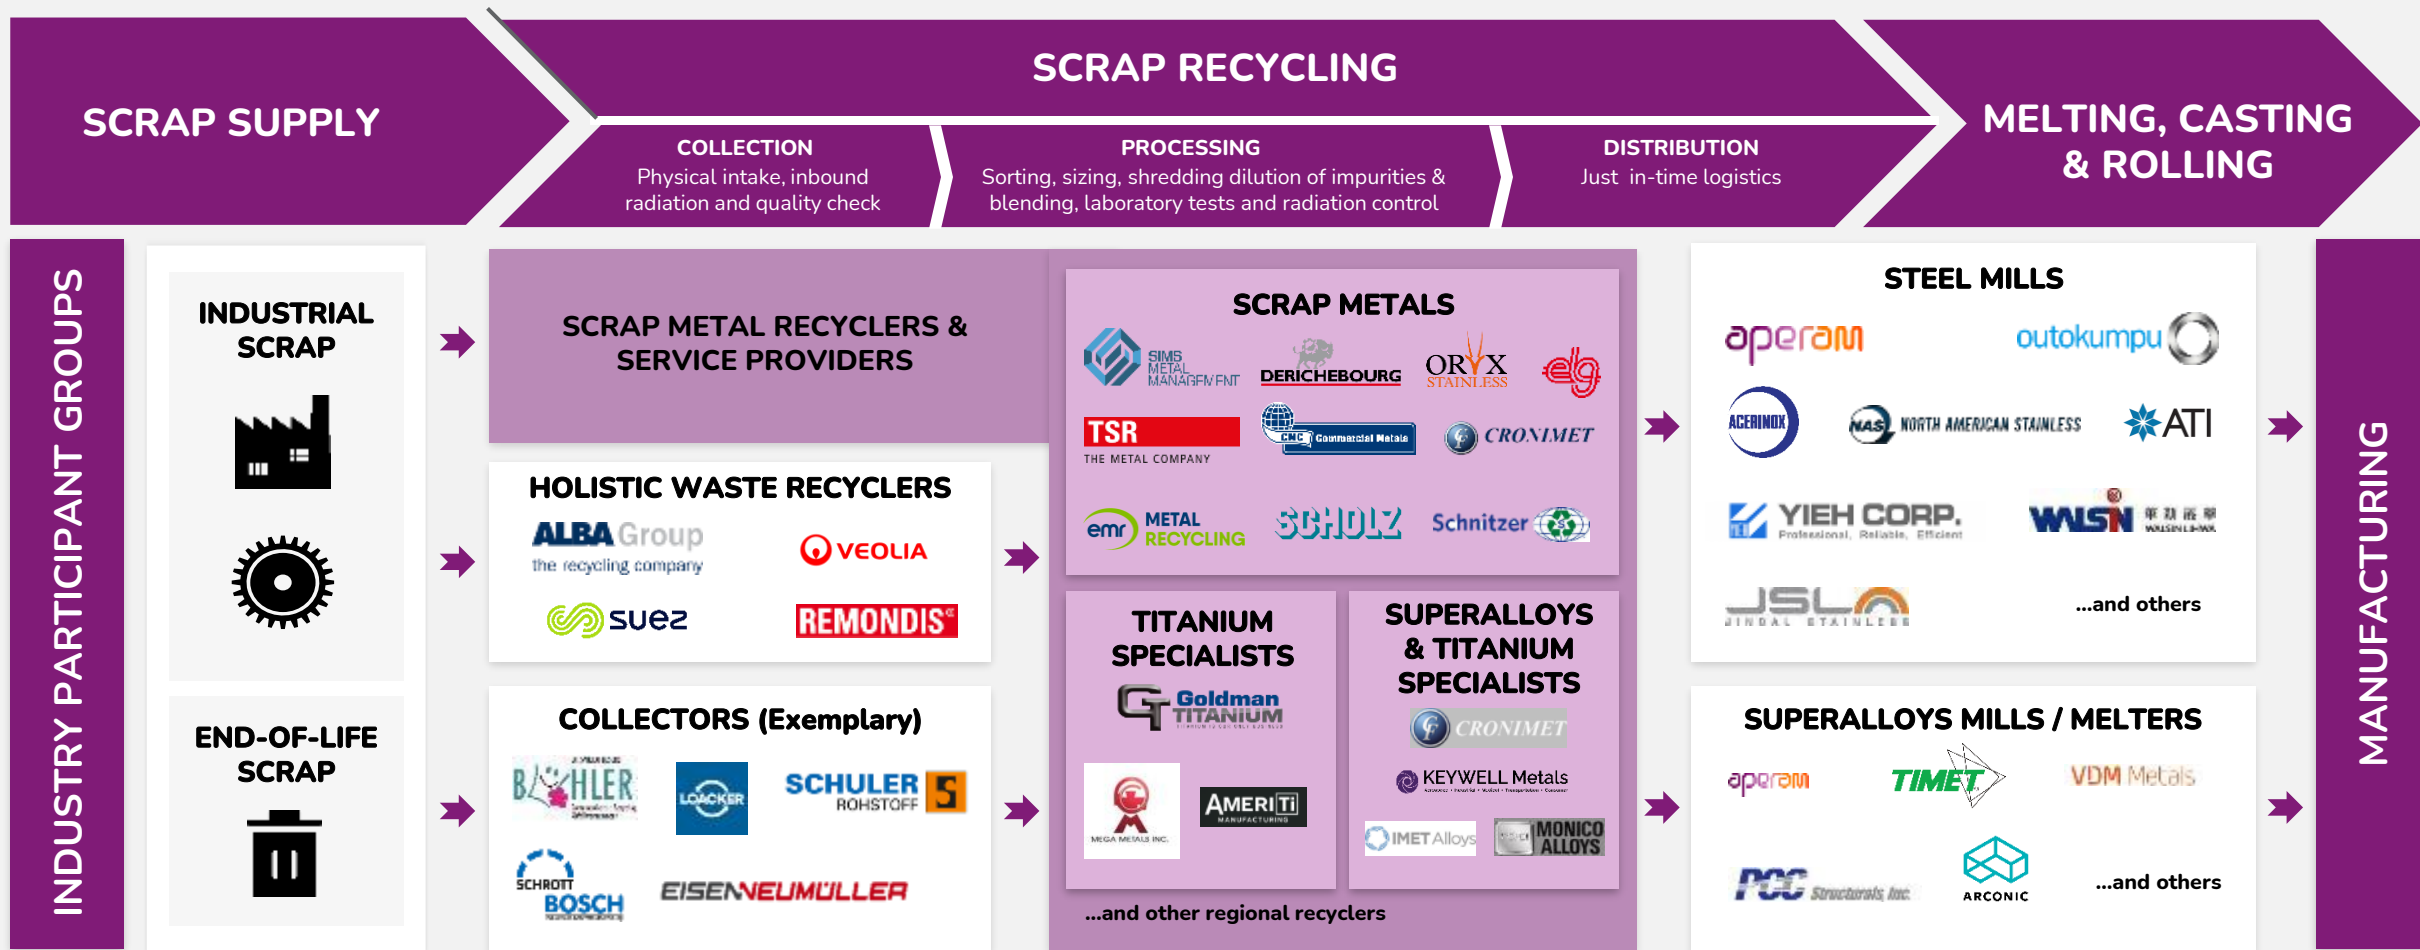 SCRAP SUPPLY
SCRAP RECYCLING
COLLECTION
Physical intake, inbound
radiation and quality check
PROCESSING
Sorting, sizing, shredding dilution of impurities &
blending, laboratory tests and radiation control
DISTRIBUTION
Just in-time logistics
MELTING, CASTING
& ROLLING
INDUSTRY PARTICIPANT GROUPS
INDUSTRIAL
SCRAP
END-OF-LIFE
SCRAP
SCRAP METAL RECYCLERS &
SERVICE PROVIDERS
HOLISTIC WASTE RECYCLERS
ALBA Group
the recycling company
VEOLIA
suez
REMONDIS
COLLECTORS (Exemplary)
BÖHLER
LOACKER
SCHULER
ROHSTOFF
S
SCHROTT
BOSCH
EISENNEUMÜLLER
SCRAP METALS
SIMS
METAL
MANAGEMENT
DERICHEBOURG
ORYX
STAINLESS
elg
TSR
THE METAL COMPANY
CMC Commercial Metals
CRONIMET
emr METAL
RECYCLING
SCHOLZ
Schnitzer
S
TITANIUM
SPECIALISTS
GT Goldman
TITANIUM
MEGA METALS INC.
AMERITi
MANUFACTURING
SUPERALLOYS
& TITANIUM
SPECIALISTS
CRONIMET
KEYWELL Metals
IMET Alloys
MONICO
ALLOYS
...and other regional recyclers
STEEL MILLS
aperam
outokumpu
ACERINOX
NAS NORTH AMERICAN STAINLESS
ATI
YIEH CORP.
Professional, Reliable, Efficient
WALSIN
JSL
JINDAL STAINLESS
...and others
SUPERALLOYS MILLS / MELTERS
aperam
TIMET
VDM Metals
PCC Structurals, Inc.
ARCONIC
...and others
MANUFACTURING